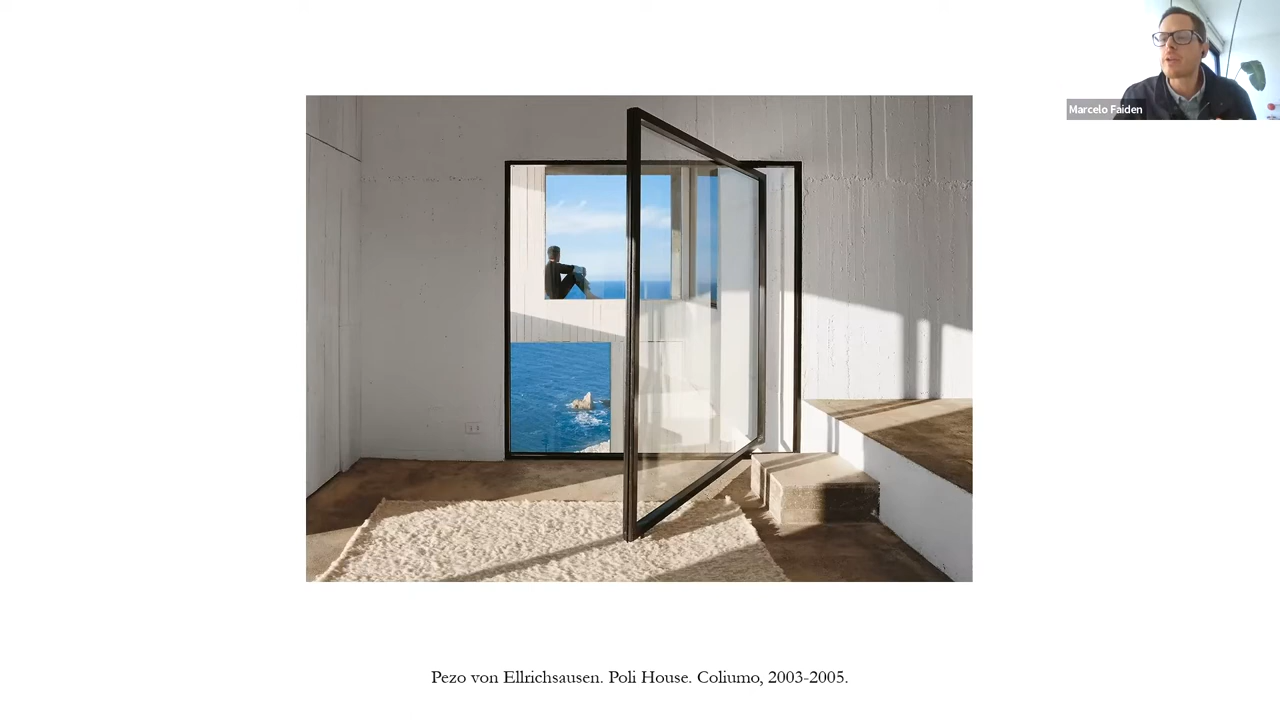 Marcelo Faiden
Pezo von Ellrichsausen. Poli House. Coliumo, 2003-2005.